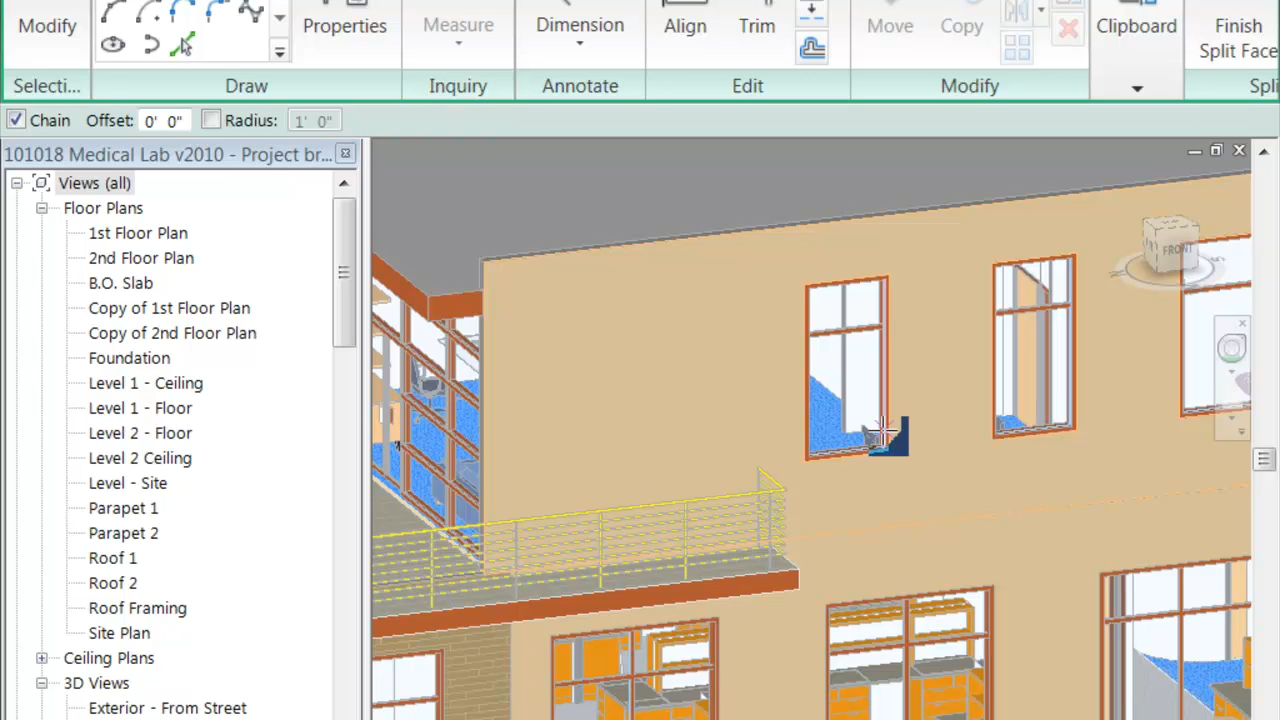 Modify
Properties
Measure
Dimension
Align
Trim
Move
Copy
Clipboard
Finish
Split Face
Selecti...
Draw
Inquiry
Annotate
Edit
Modify
Spli
Chain
Offset:
0' 0"
Radius:
1' 0"
101018 Medical Lab v2010 - Project br...
Views (all)
Floor Plans
1st Floor Plan
2nd Floor Plan
B.O. Slab
Copy of 1st Floor Plan
Copy of 2nd Floor Plan
Foundation
Level 1 - Ceiling
Level 1 - Floor
Level 2 - Floor
Level 2 Ceiling
Level - Site
Parapet 1
Parapet 2
Roof 1
Roof 2
Roof Framing
Site Plan
Ceiling Plans
3D Views
Exterior - From Street
FRONT